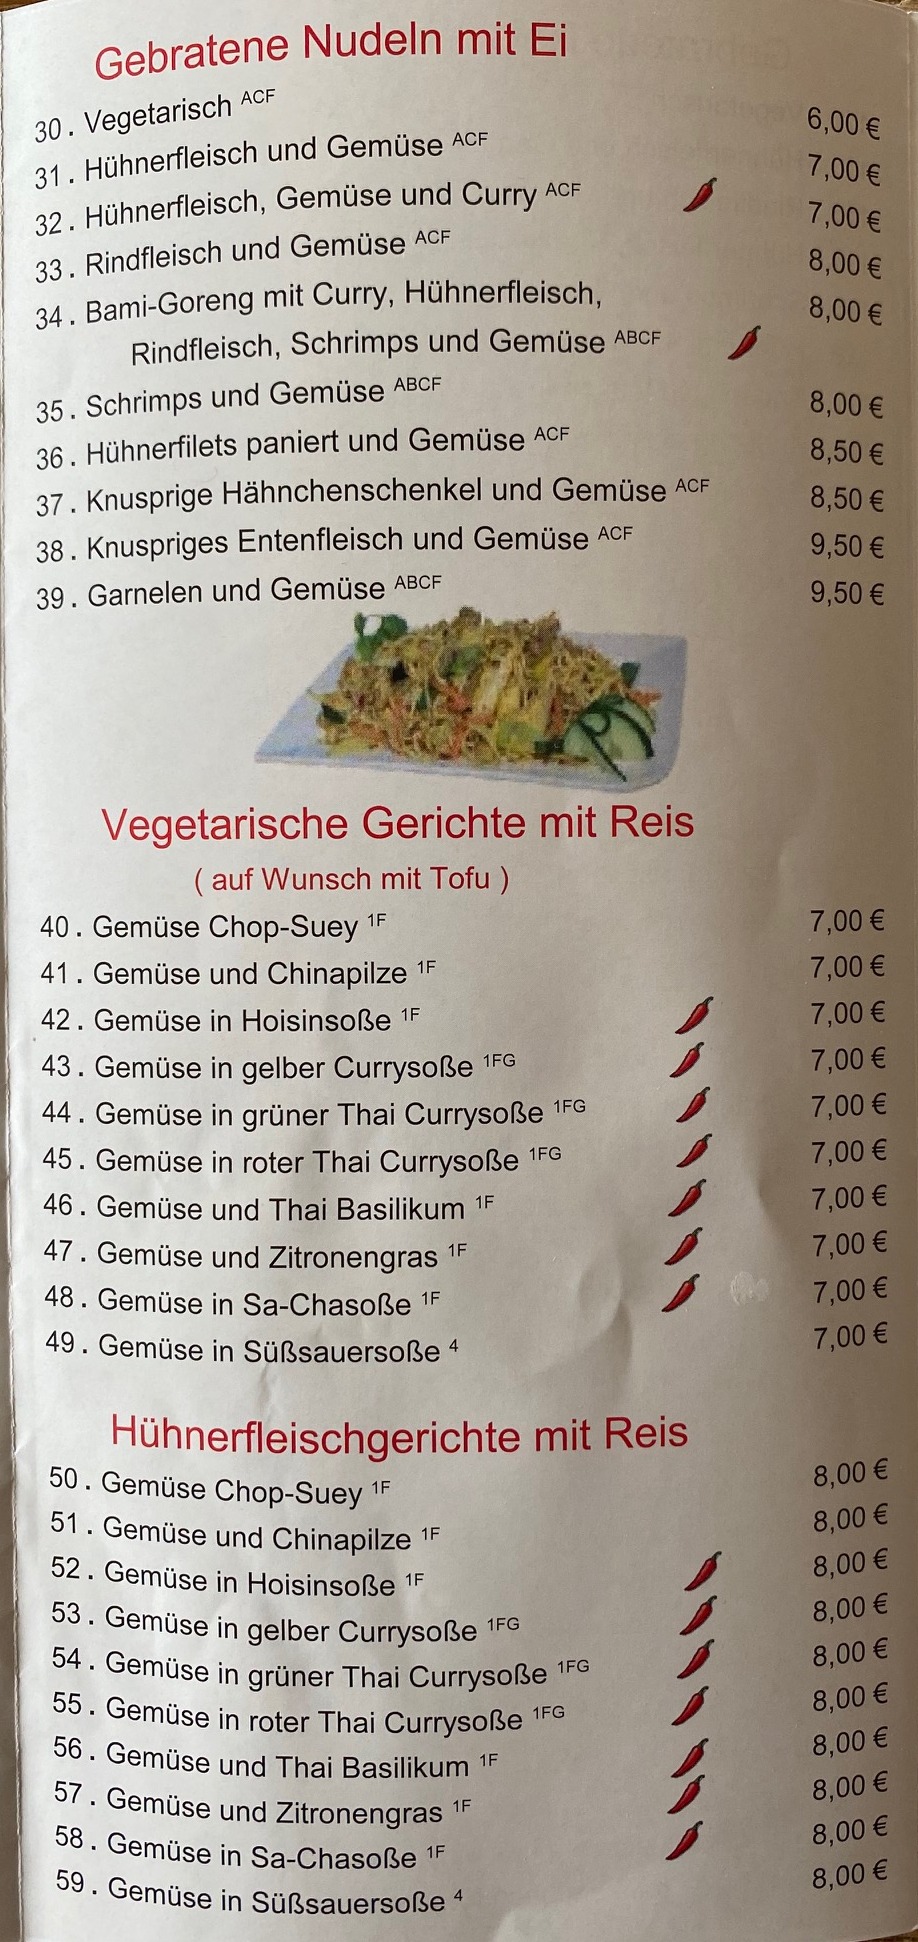 Gebratene Nudeln mit Ei
30. Vegetarisch ACF 6,00 €
31. Hühnerfleisch und Gemüse ACF 7,00 €
32. Hühnerfleisch, Gemüse und Curry ACF 7,00 €
33. Rindfleisch und Gemüse ACF 8,00 €
34. Bami-Goreng mit Curry, Hühnerfleisch, 8,00 €
Rindfleisch, Schrimps und Gemüse ABCF
35. Schrimps und Gemüse ABCF 8,00 €
36. Hühnerfilets paniert und Gemüse ACF 8,50 €
37. Knusprige Hähnchenschenkel und Gemüse ACF 8,50 €
38. Knuspriges Entenfleisch und Gemüse ACF 9,50 €
39. Garnelen und Gemüse ABCF 9,50 €
Vegetarische Gerichte mit Reis
( auf Wunsch mit Tofu )
40. Gemüse Chop-Suey 1F 7,00 €
41. Gemüse und Chinapilze 1F 7,00 €
42. Gemüse in Hoisinsoße 1F 7,00 €
43. Gemüse in gelber Currysoße 1FG 7,00 €
44. Gemüse in grüner Thai Currysoße 1FG 7,00 €
45. Gemüse in roter Thai Currysoße 1FG 7,00 €
46. Gemüse und Thai Basilikum 1F 7,00 €
47. Gemüse und Zitronengras 1F 7,00 €
48. Gemüse in Sa-Chasoße 1F 7,00 €
49. Gemüse in Süßsauersoße 4 7,00 €
Hühnerfleischgerichte mit Reis
50. Gemüse Chop-Suey 1F 8,00 €
51. Gemüse und Chinapilze 1F 8,00 €
52. Gemüse in Hoisinsoße 1F 8,00 €
53. Gemüse in gelber Currysoße 1FG 8,00 €
54. Gemüse in grüner Thai Currysoße 1FG 8,00 €
55. Gemüse in roter Thai Currysoße 1FG 8,00 €
56. Gemüse und Thai Basilikum 1F 8,00 €
57. Gemüse und Zitronengras 1F 8,00 €
58. Gemüse in Sa-Chasoße 1F 8,00 €
59. Gemüse in Süßsauersoße 4 8,00 €